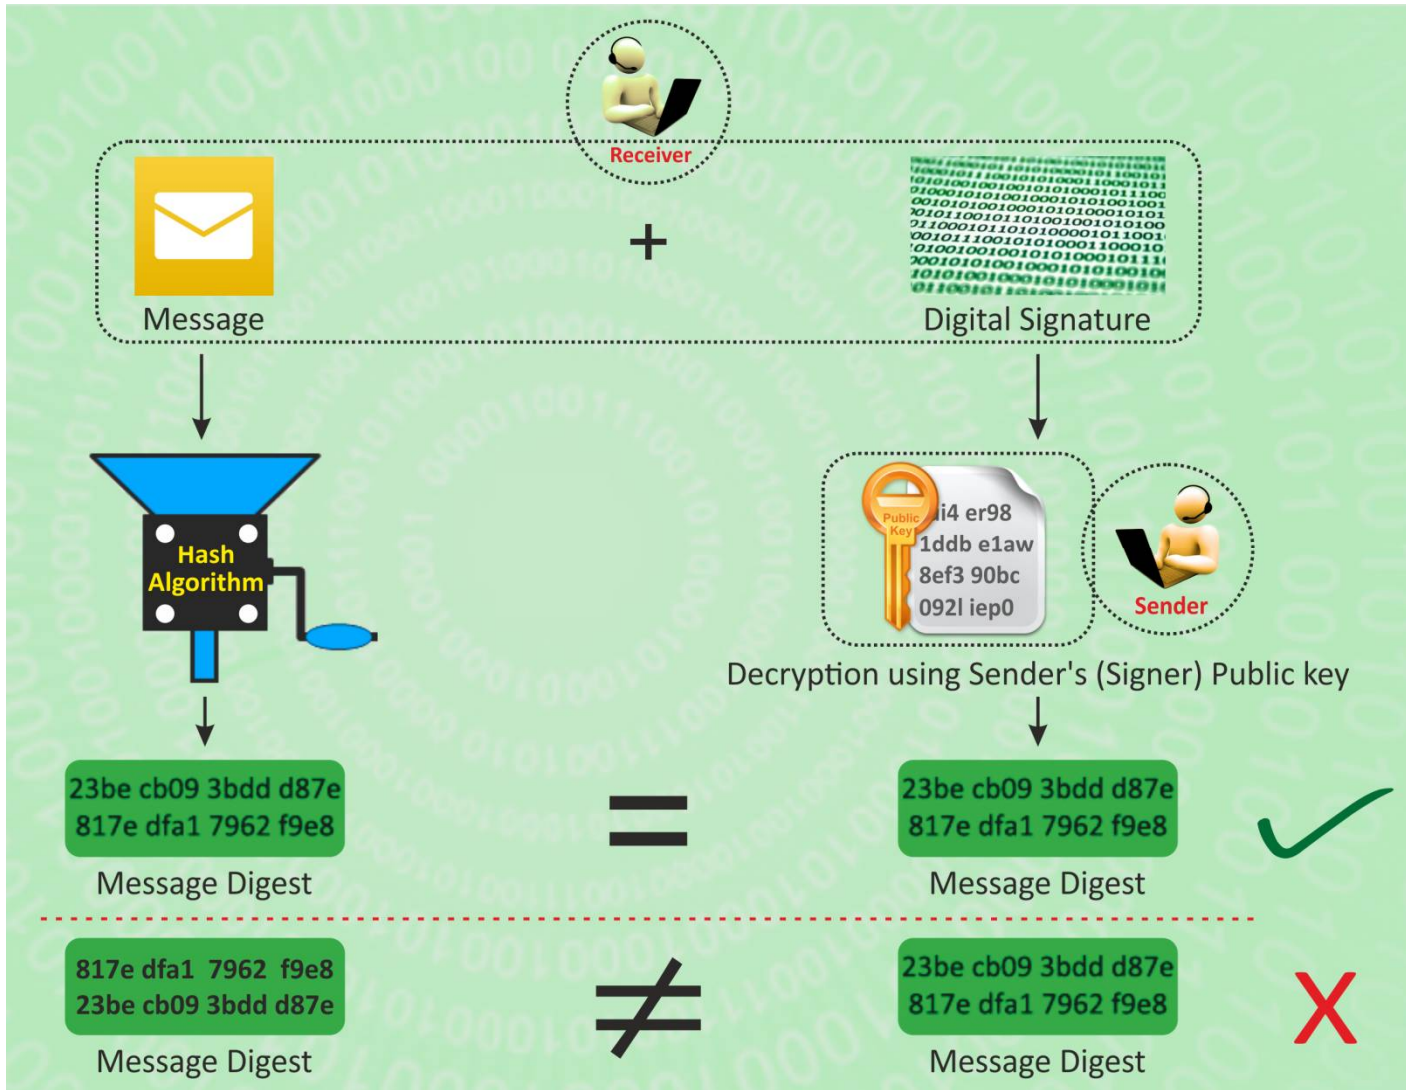 Receiver
+
Message
Digital Signature
Hash
Algorithm
Public
Key
di4 er98
1ddb e1aw
8ef3 90bc
092l iep0
Sender
Decryption using Sender's (Signer) Public key
23be cb09 3bdd d87e
817e dfa1 7962 f9e8
Message Digest
=
23be cb09 3bdd d87e
817e dfa1 7962 f9e8
Message Digest
817e dfa1 7962 f9e8
23be cb09 3bdd d87e
Message Digest
≠
23be cb09 3bdd d87e
817e dfa1 7962 f9e8
Message Digest
X